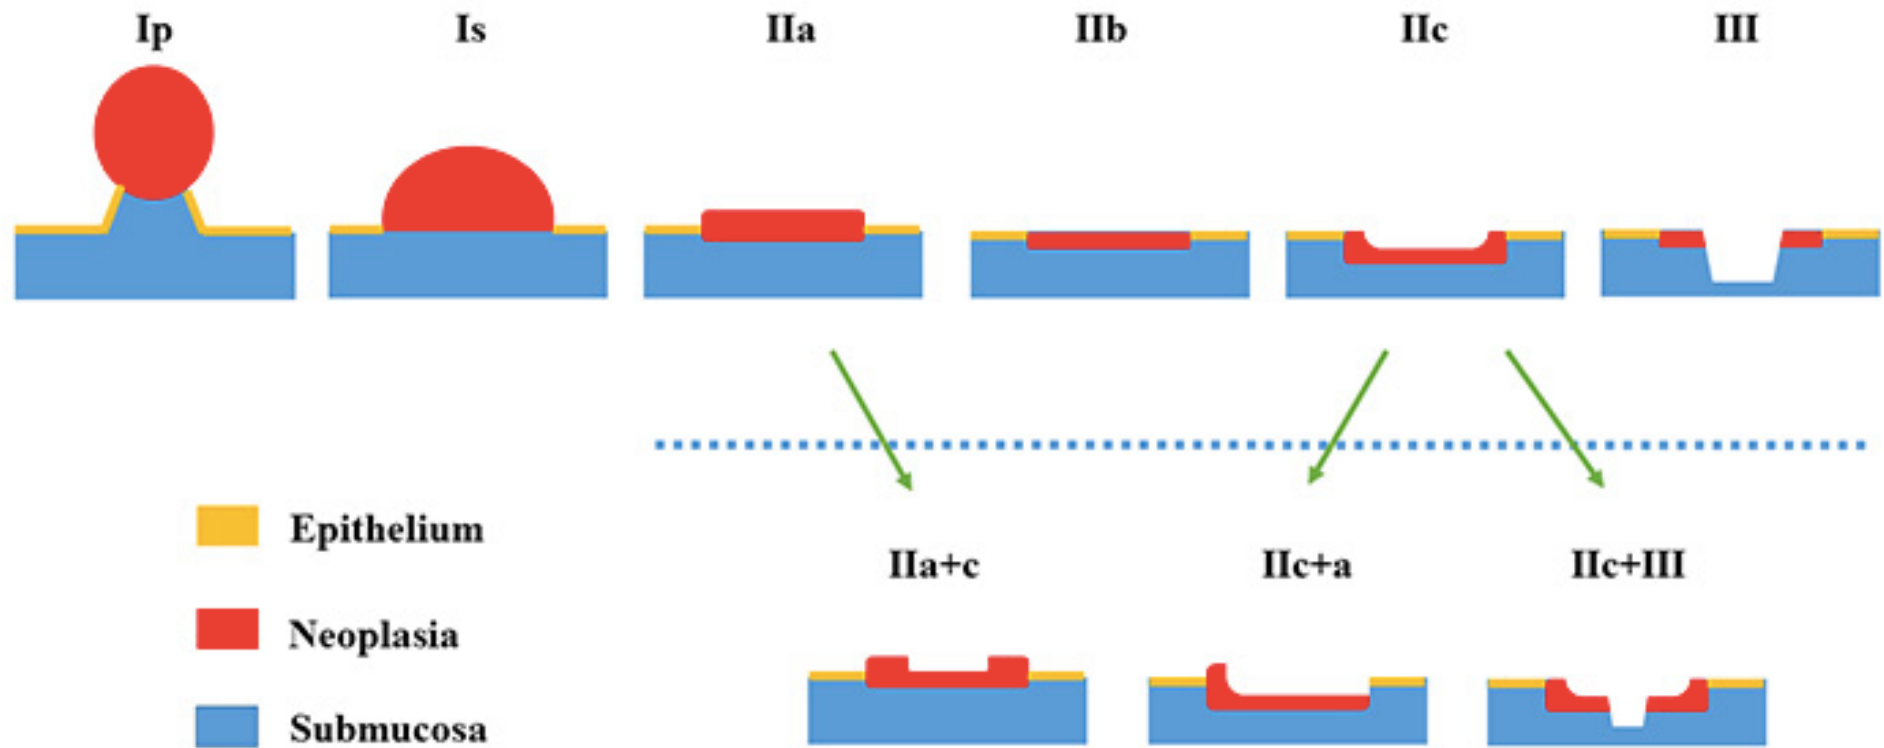 Ip
Is
IIa
IIb
IIc
III
IIa+c
IIc+a
IIc+III
Epithelium
Neoplasia
Submucosa